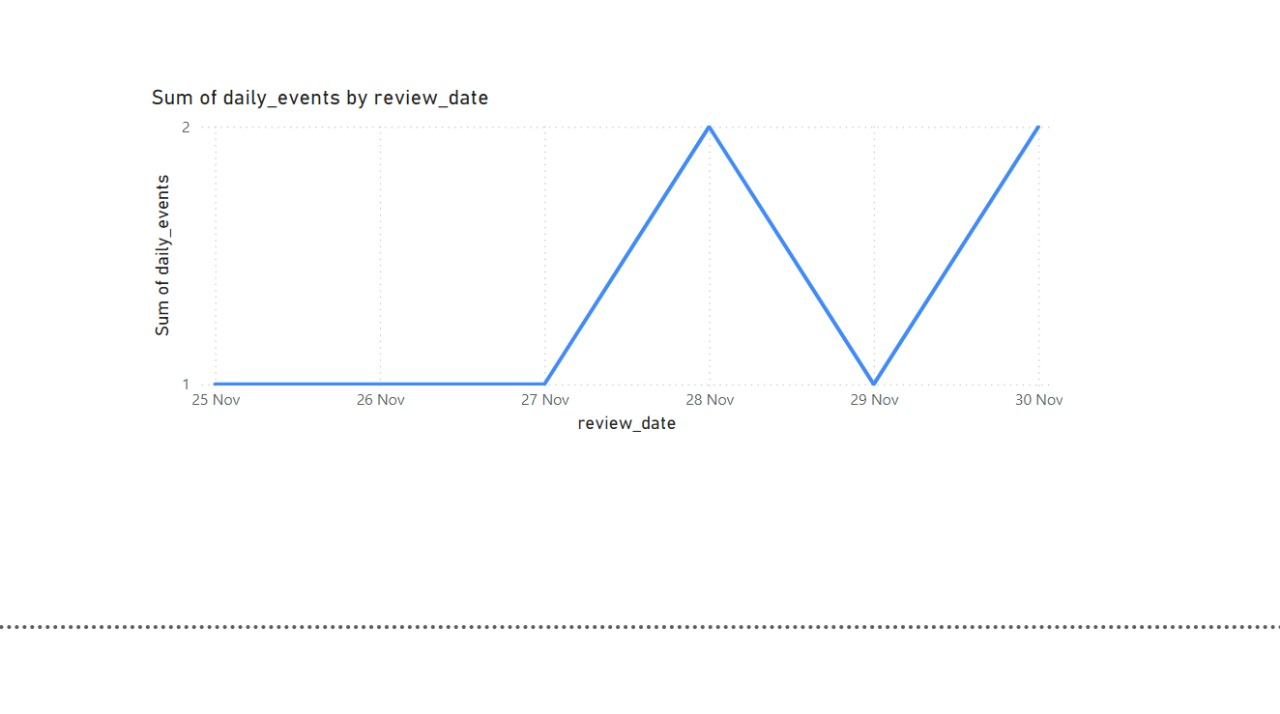 Sum of daily_events by review_date
2
Sum of daily_events
1
25 Nov 26 Nov 27 Nov 28 Nov 29 Nov 30 Nov
review_date